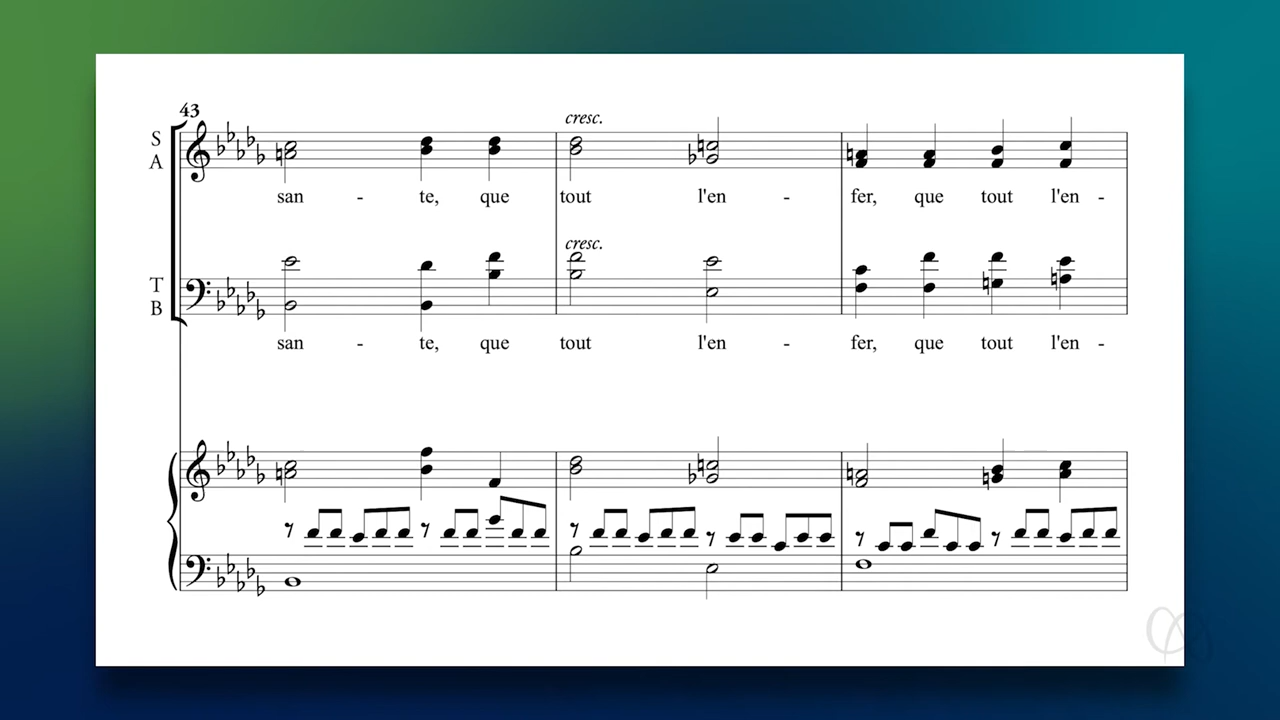 43
S
A
cresc.
san - te, que tout l'en - fer, que tout l'en -
cresc.
T
B
san - te, que tout l'en - fer, que tout l'en -